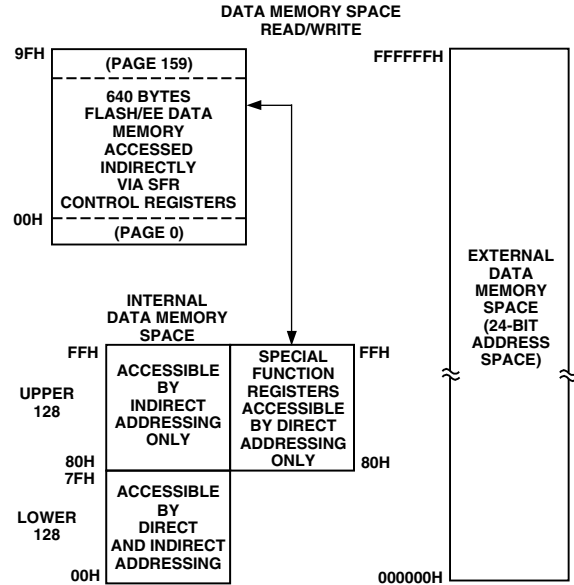 DATA MEMORY SPACE
READ/WRITE
9FH
(PAGE 159)
640 BYTES
FLASH/EE DATA
MEMORY
ACCESSED
INDIRECTLY
VIA SFR
CONTROL REGISTERS
00H
(PAGE 0)
FFFFFFH
EXTERNAL
DATA
MEMORY
SPACE
(24-BIT
ADDRESS
SPACE)
000000H
INTERNAL
DATA MEMORY
SPACE
FFH
ACCESSIBLE
BY
INDIRECT
ADDRESSING
ONLY
UPPER
128
80H
SPECIAL
FUNCTION
REGISTERS
ACCESSIBLE
BY DIRECT
ADDRESSING
ONLY
FFH
80H
7FH
ACCESSIBLE
BY
DIRECT
AND INDIRECT
ADDRESSING
LOWER
128
00H